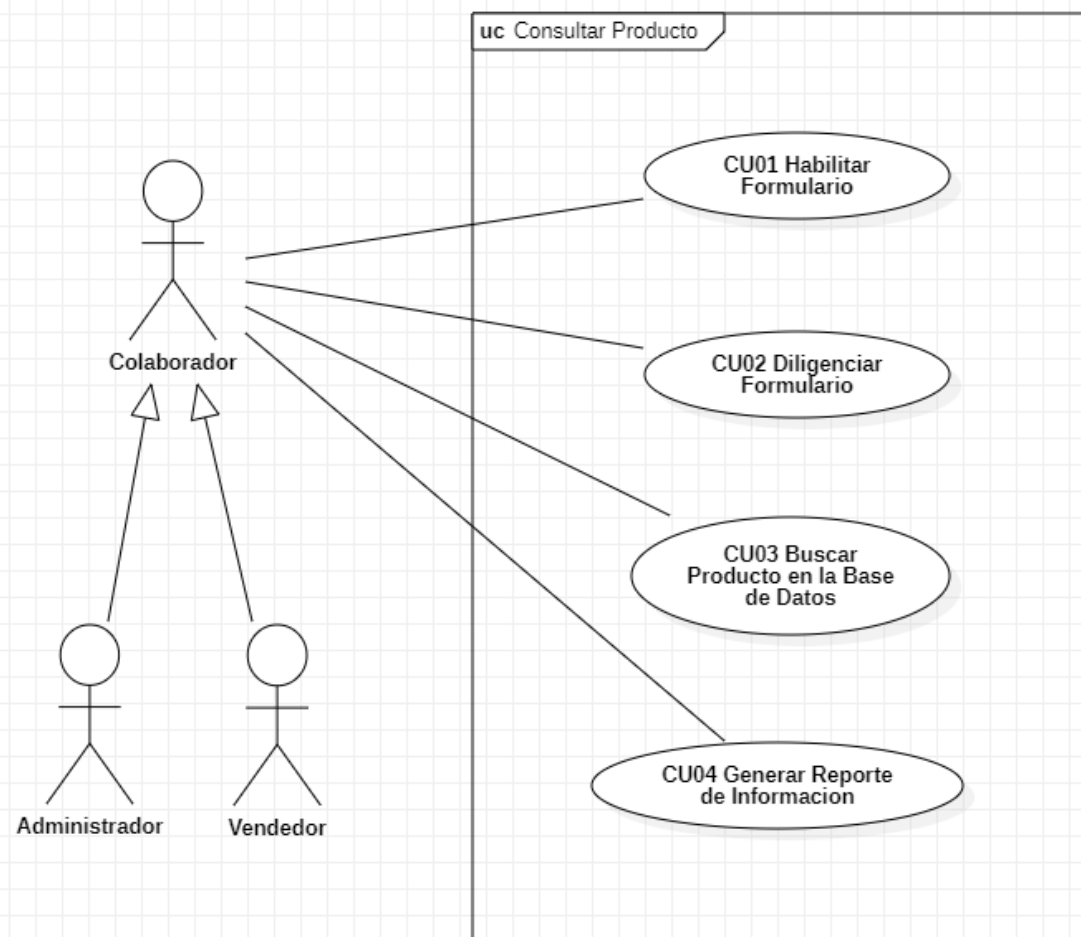 uc Consultar Producto
CU01 Habilitar
Formulario
Colaborador
CU02 Diligenciar
Formulario
CU03 Buscar
Producto en la Base
de Datos
CU04 Generar Reporte
de Informacion
Administrador
Vendedor